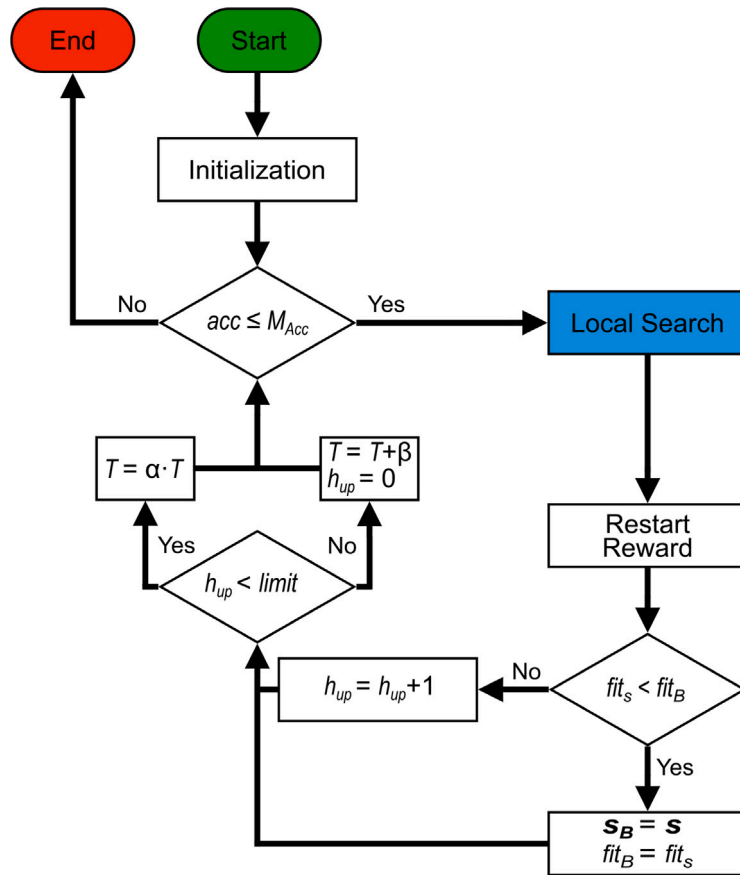 End
Start
Initialization
No
Yes
acc ≤ M_Acc
Local Search
T = α·T
T = T+β
h_up = 0
Restart
Reward
Yes
No
h_up < limit
No
h_up = h_up+1
fit_s < fit_B
Yes
s_B = s
fit_B = fit_s